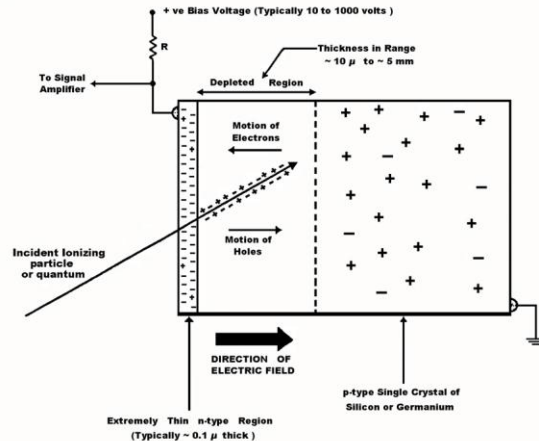 + ve Bias Voltage (Typically 10 to 1000 volts )
R
Thickness in Range
~ 10 μ to ~ 5 mm
To Signal
Amplifier
Depleted Region
Motion of
Electrons
Motion of
Holes
Incident Ionizing
particle
or quantum
DIRECTION OF
ELECTRIC FIELD
p-type Single Crystal of
Silicon or Germanium
Extremely Thin n-type Region
(Typically ~ 0.1 μ thick )